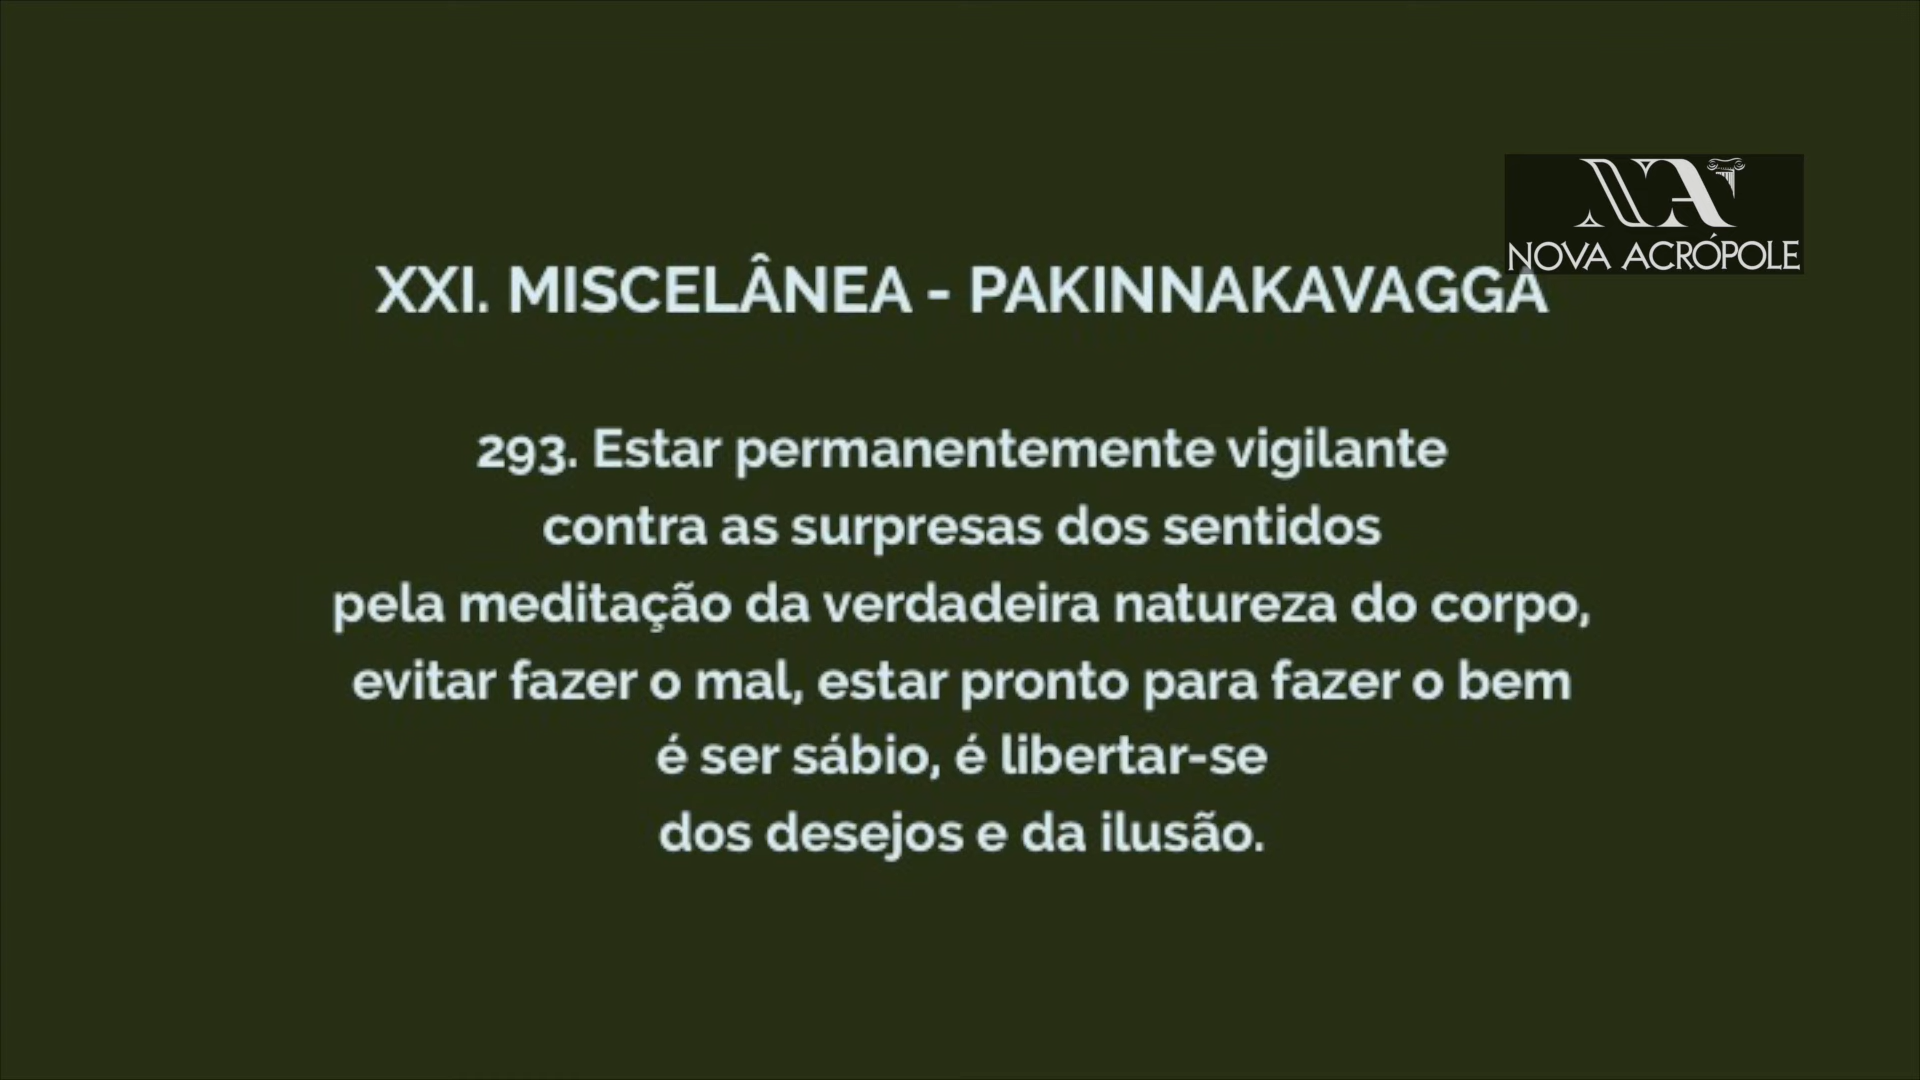 NOVA ACRÓPOLE
XXI. MISCELÂNEA - PAKINNAKAVAGGA
293. Estar permanentemente vigilante
contra as surpresas dos sentidos
pela meditação da verdadeira natureza do corpo,
evitar fazer o mal, estar pronto para fazer o bem
é ser sábio, é libertar-se
dos desejos e da ilusão.